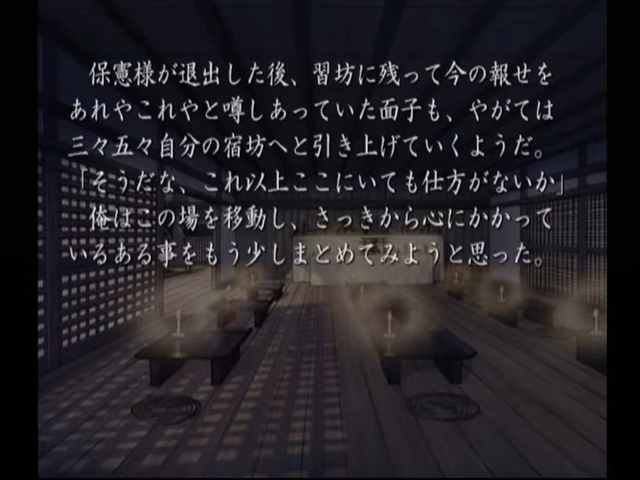 保憲様が退出した後、習坊に残って今の報せを
あれやこれやと噂しあっていた面子も、やがては
三々五々自分の宿坊へと引き上げていくようだ。
「そうだな、これ以上ここにいても仕方がないか」
俺はこの場を移動し、さっきから心にかかって
いるある事をもう少しまとめてみようと思った。